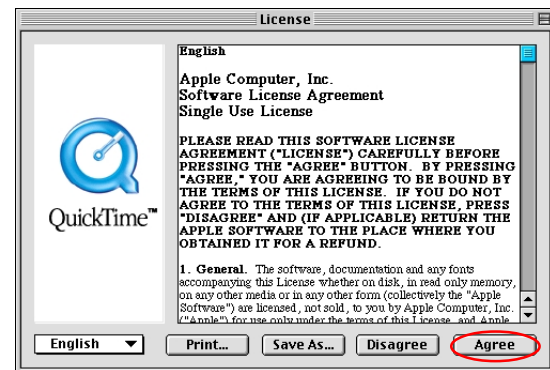 License
English
Apple Computer, Inc.
Software License Agreement
Single Use License
PLEASE READ THIS SOFTWARE LICENSE
AGREEMENT ("LICENSE") CAREFULLY BEFORE
PRESSING THE "AGREE" BUTTON. BY PRESSING
"AGREE," YOU ARE AGREEING TO BE BOUND BY
THE TERMS OF THIS LICENSE. IF YOU DO NOT
AGREE TO THE TERMS OF THIS LICENSE, PRESS
"DISAGREE" AND (IF APPLICABLE) RETURN THE
APPLE SOFTWARE TO THE PLACE WHERE YOU
OBTAINED IT FOR A REFUND.
1. General. The software, documentation and any fonts
accompanying this License whether on disk, in read only memory,
on any other media or in any other form (collectively the "Apple
Software") are licensed, not sold, to you by Apple Computer, Inc.
("Apple") for use only under the terms of this License, and Apple
QuickTime™
English
Print...
Save As...
Disagree
Agree